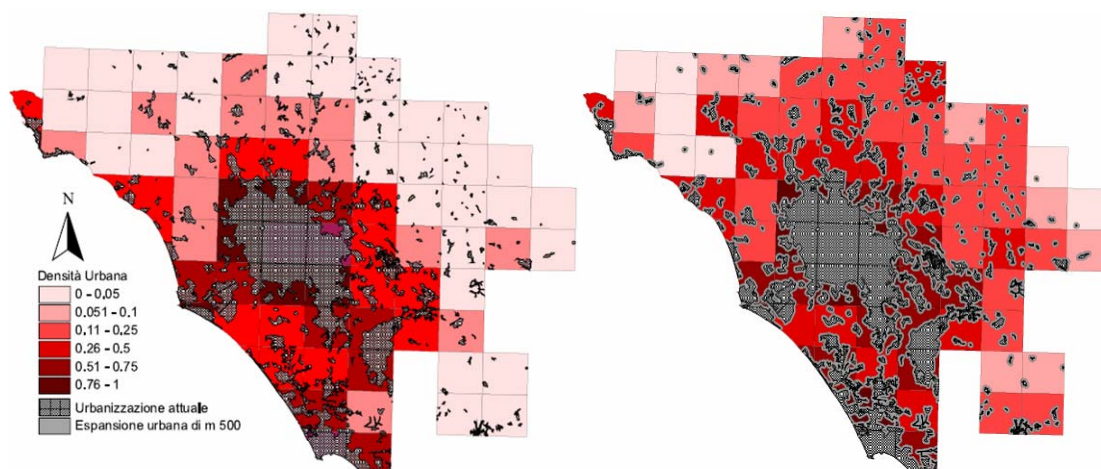 N
Densità Urbana
0 - 0.05
0.051 - 0.1
0.11 - 0.25
0.26 - 0.5
0.51 - 0.75
0.76 - 1
Urbanizzazione attuale
Espansione urbana di m 500